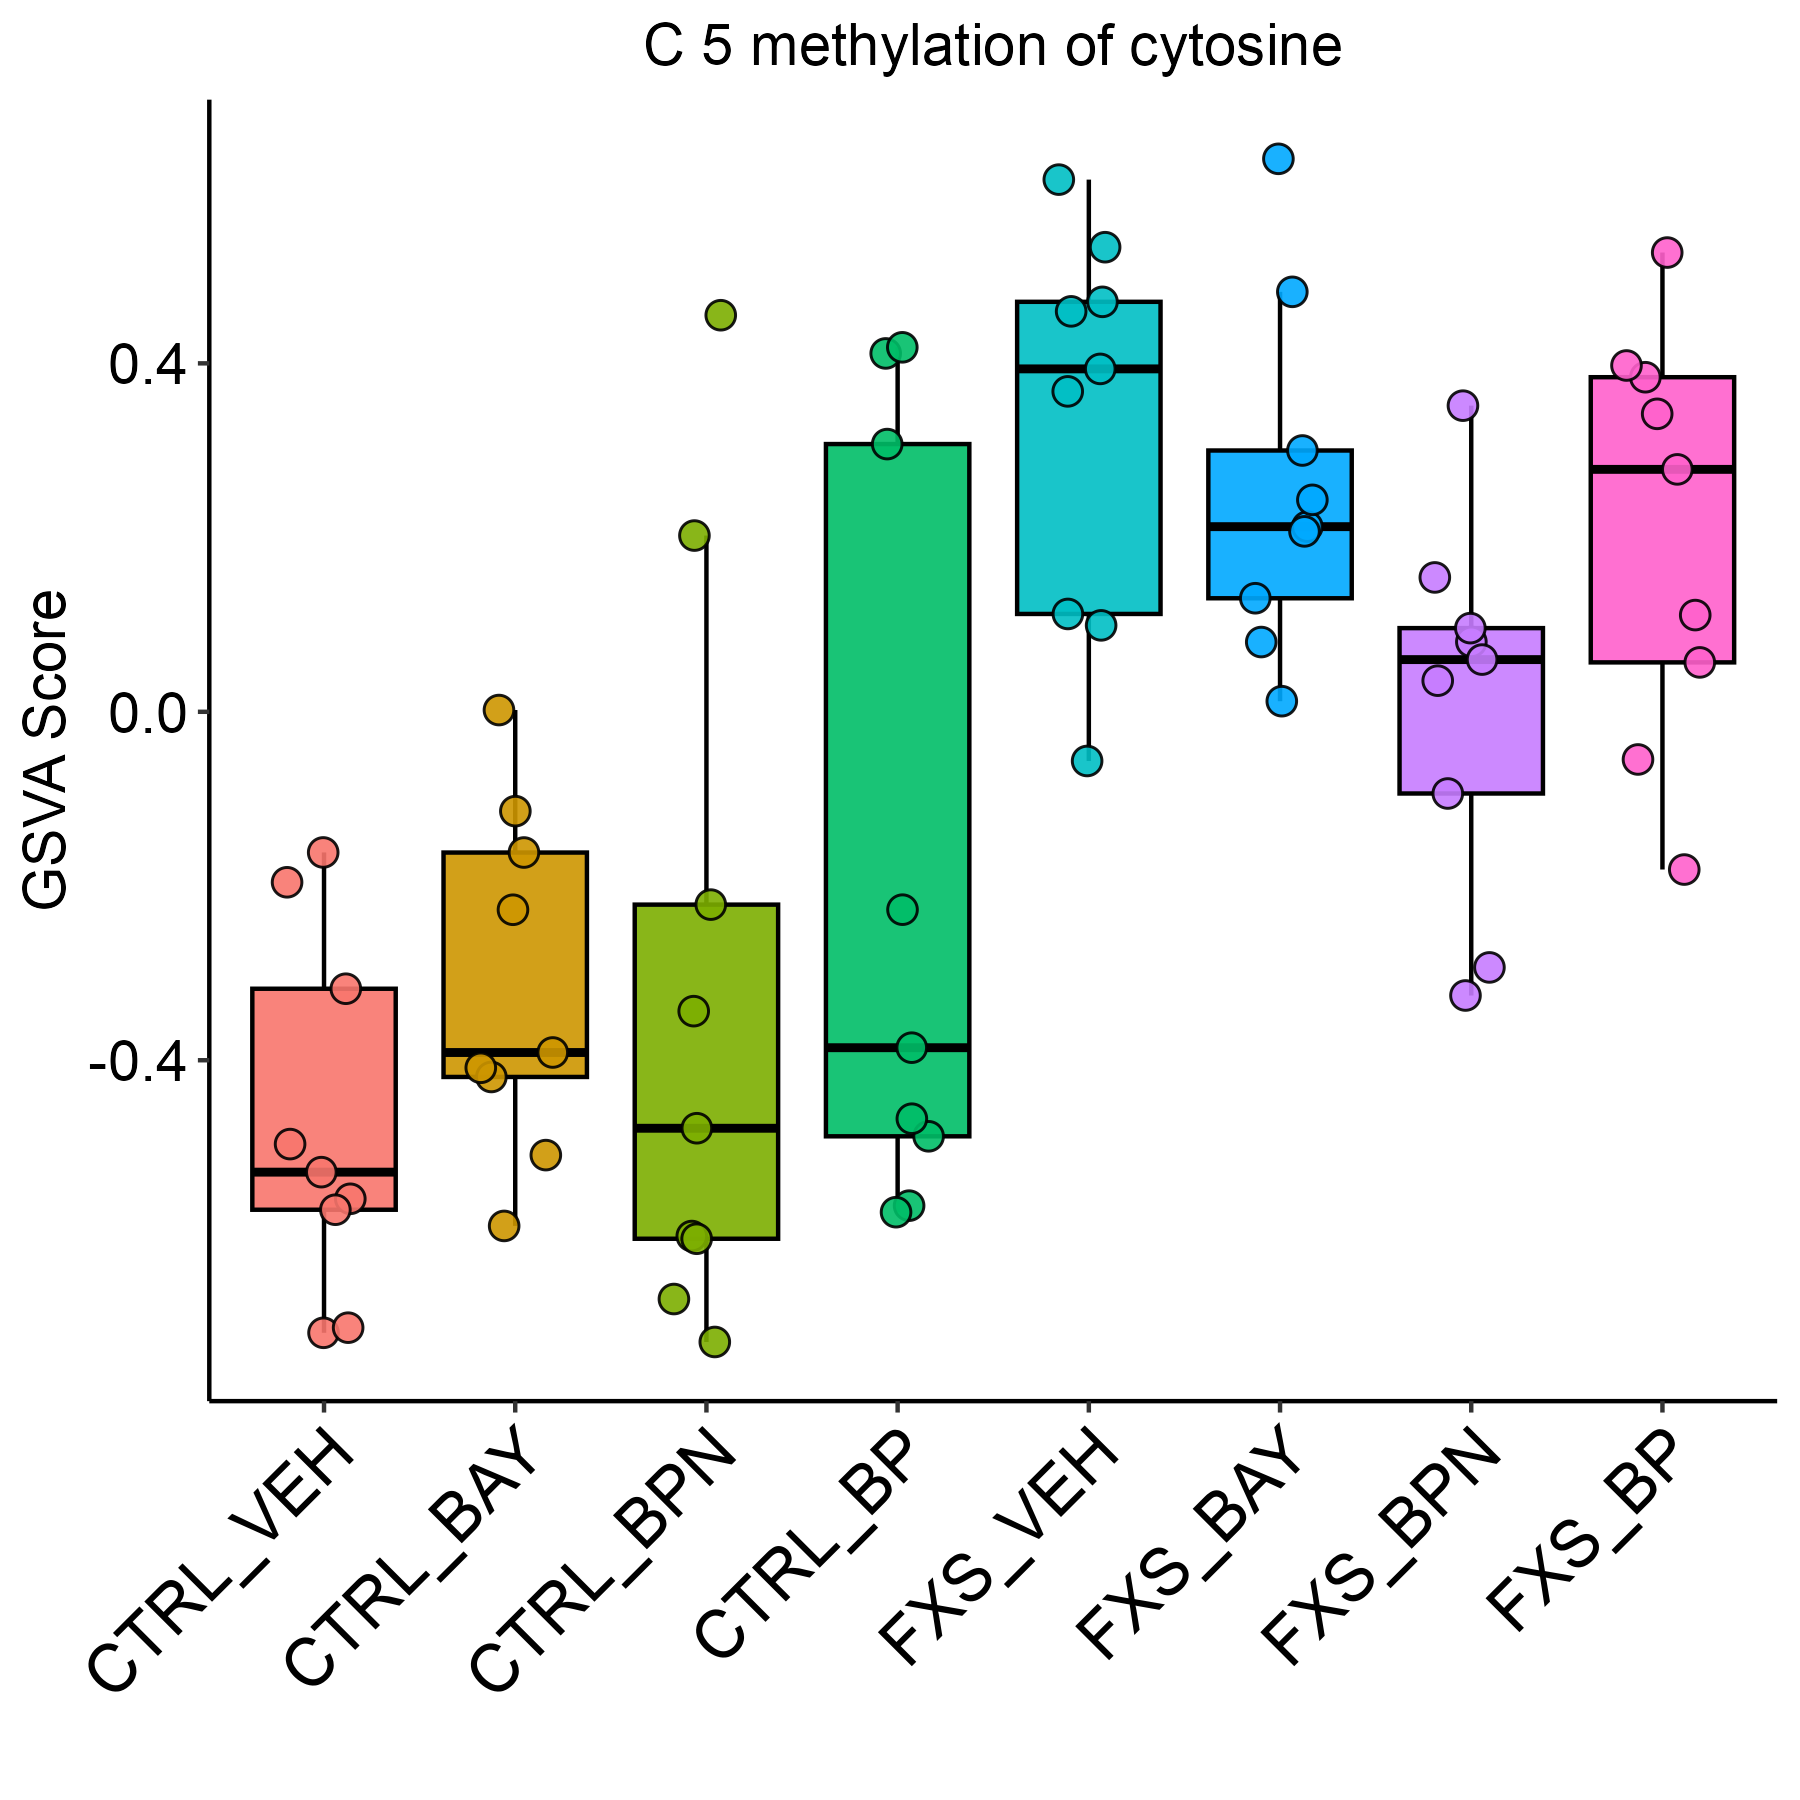 C 5 methylation of cytosine
GSVA Score
0.4
0.0
-0.4
CTRL_VEH
CTRL_BAY
CTRL_BPN
CTRL_BP
FXS_VEH
FXS_BAY
FXS_BPN
FXS_BP